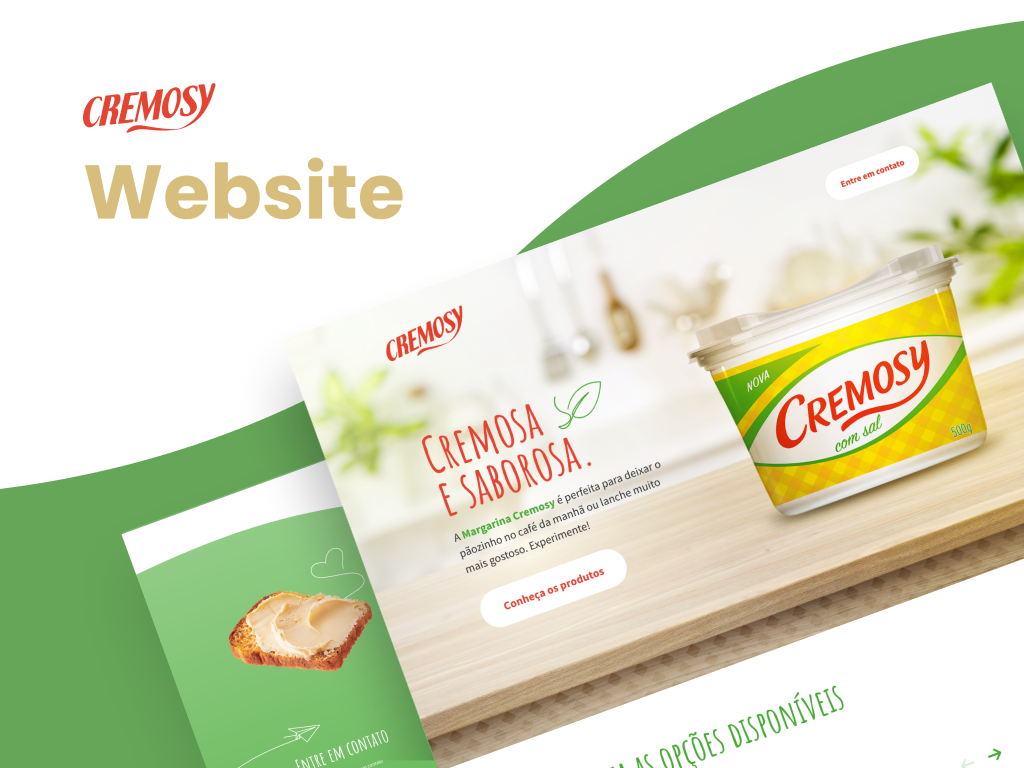 CREMOSY
Website
Entre em contato
CREMOSY
CREMOSA
E SABOROSA.
A Margarina Cremosy é perfeita para deixar o
pãozinho no café da manhã ou lanche muito
mais gostoso. Experimente!
Conheça os produtos
NOVA
CREMOSY
com sal
500g
ENTRE EM CONTATO
AS OPÇÕES DISPONÍVEIS